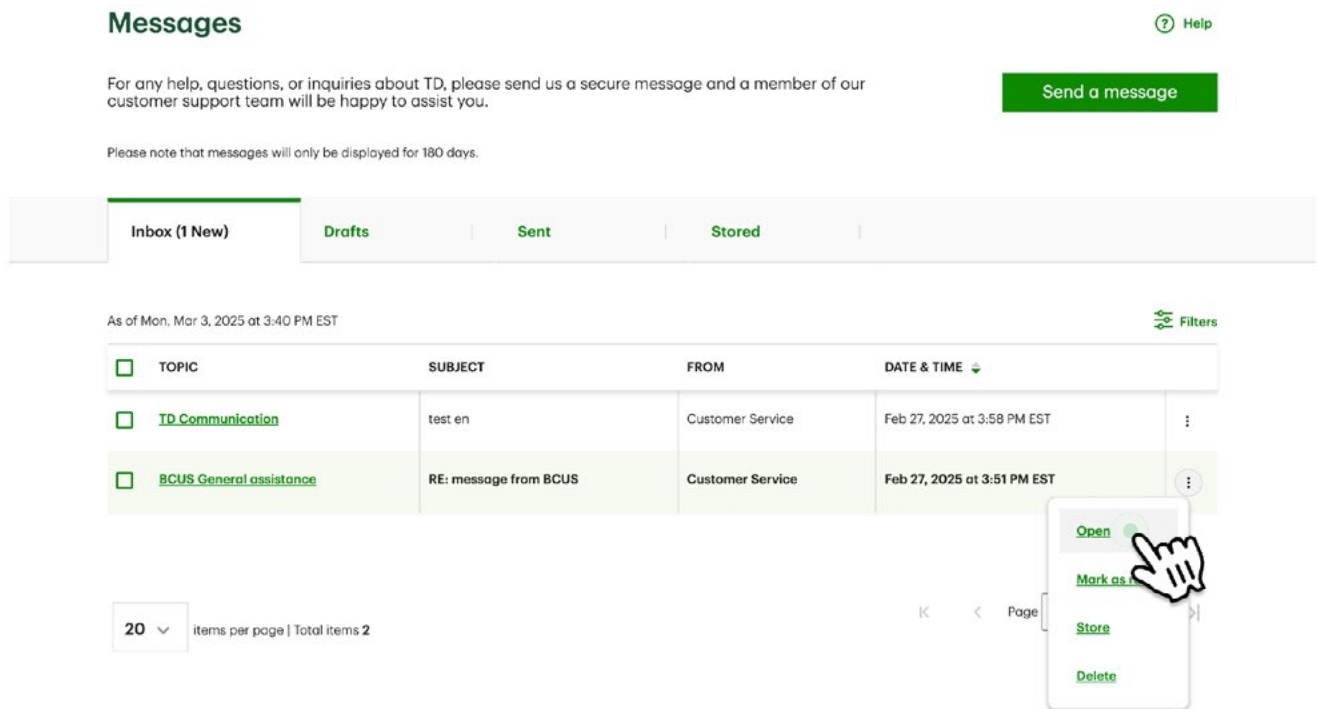 Messages
Help
For any help, questions, or inquiries about TD, please send us a secure message and a member of our
customer support team will be happy to assist you.
Send a message
Please note that messages will only be displayed for 180 days.
Inbox (1 New) Drafts Sent Stored
As of Mon, Mar 3, 2025 at 3:40 PM EST
Filters
TOPIC SUBJECT FROM DATE & TIME
TD Communication test en Customer Service Feb 27, 2025 at 3:58 PM EST
BCUS General assistance RE: message from BCUS Customer Service Feb 27, 2025 at 3:51 PM EST
Open
Mark as
Store
Delete
20 items per page | Total items 2
Page